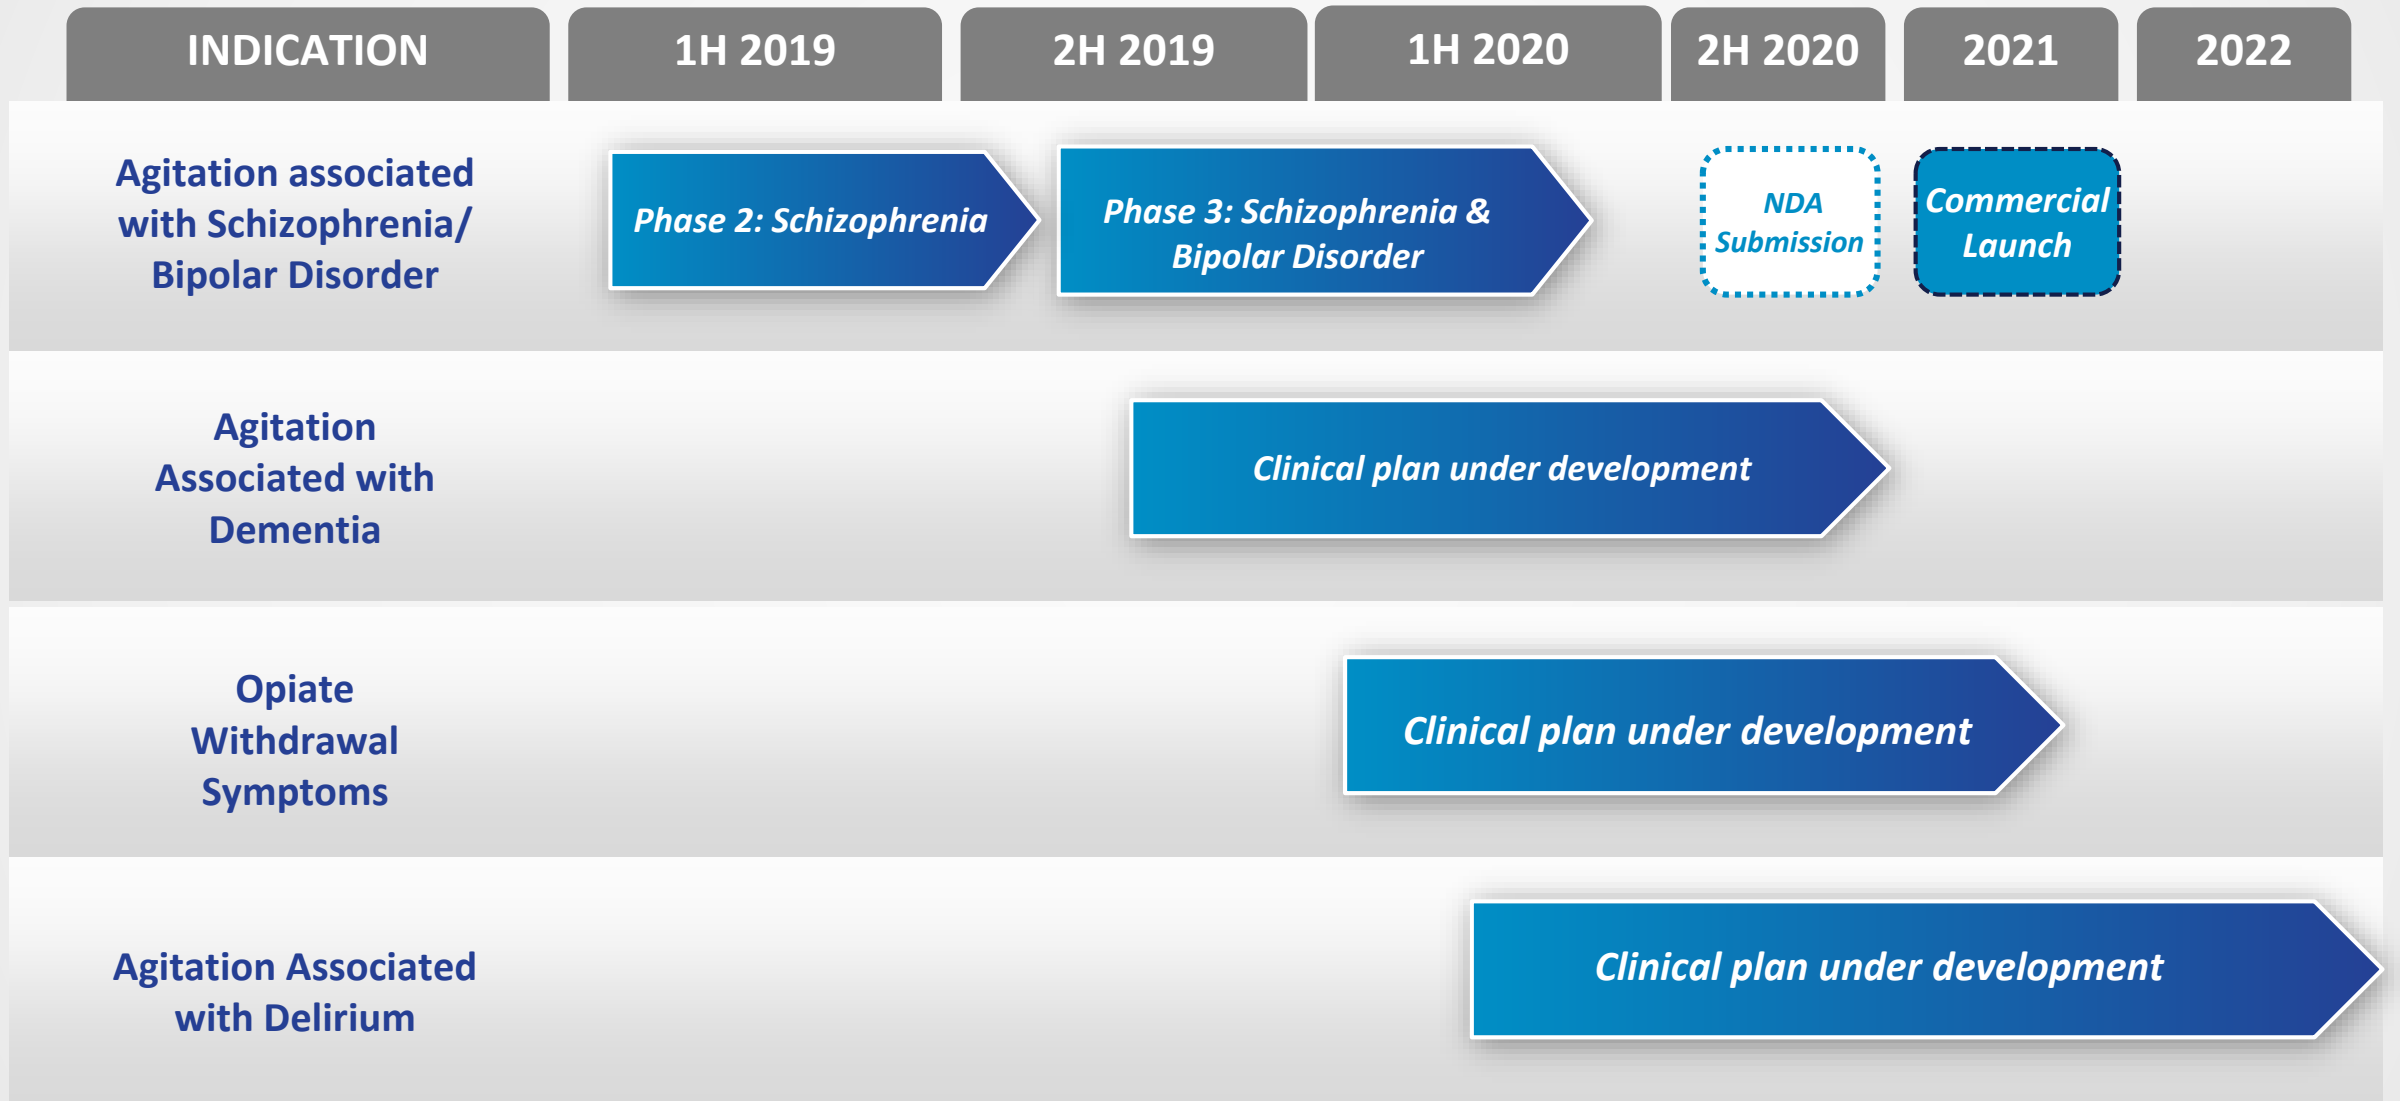 INDICATION 1H 2019 2H 2019 1H 2020 2H 2020 2021 2022
Agitation associated
with Schizophrenia/
Bipolar Disorder
Phase 2: Schizophrenia
Phase 3: Schizophrenia &
Bipolar Disorder
NDA
Submission
Commercial
Launch
Agitation
Associated with
Dementia
Clinical plan under development
Opiate
Withdrawal
Symptoms
Clinical plan under development
Agitation Associated
with Delirium
Clinical plan under development